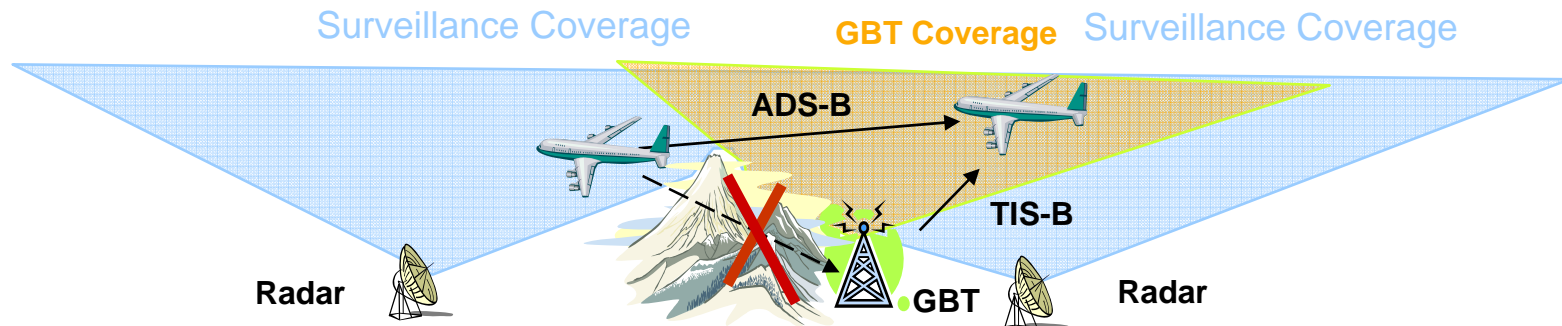 Surveillance Coverage
GBT Coverage
Surveillance Coverage
ADS-B
TIS-B
Radar
GBT
Radar